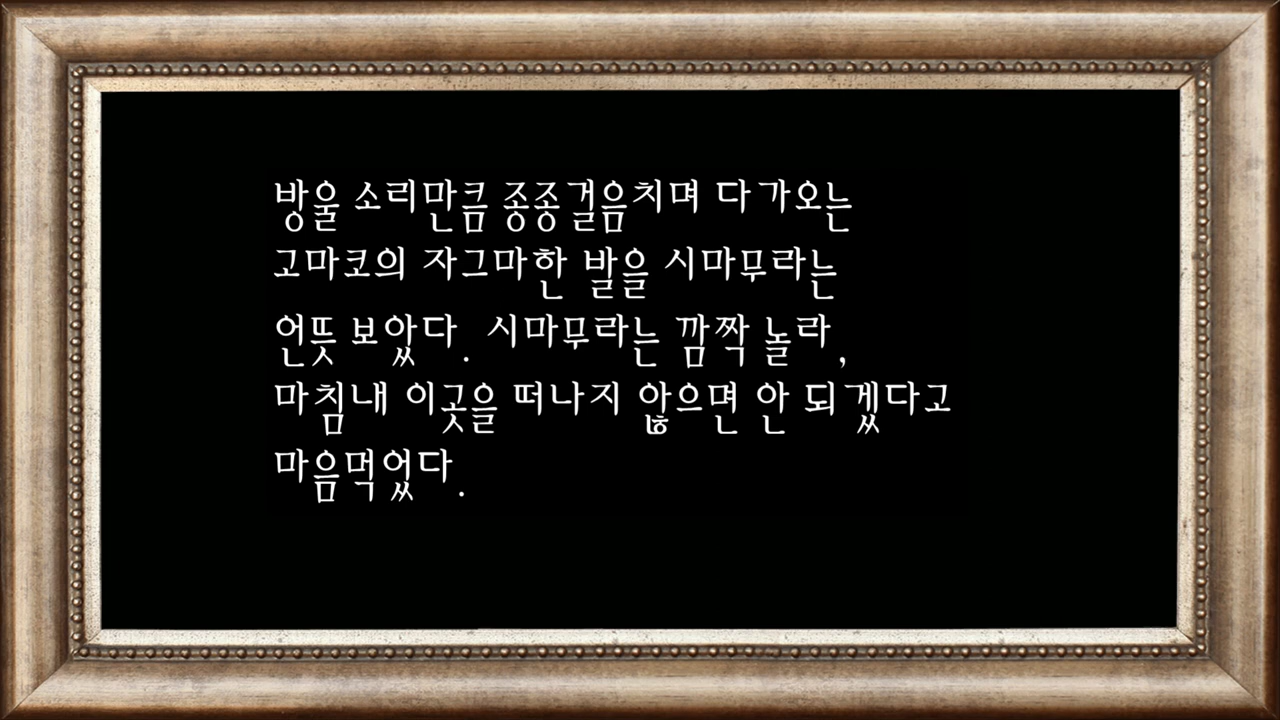 방울 소리만큼 종종걸음치며 다가오는
고마코의 자그마한 발을 시마무라는
언뜻 보았다. 시마무라는 깜짝 놀라,
마침내 이곳을 떠나지 않으면 안 되겠다고
마음먹었다.